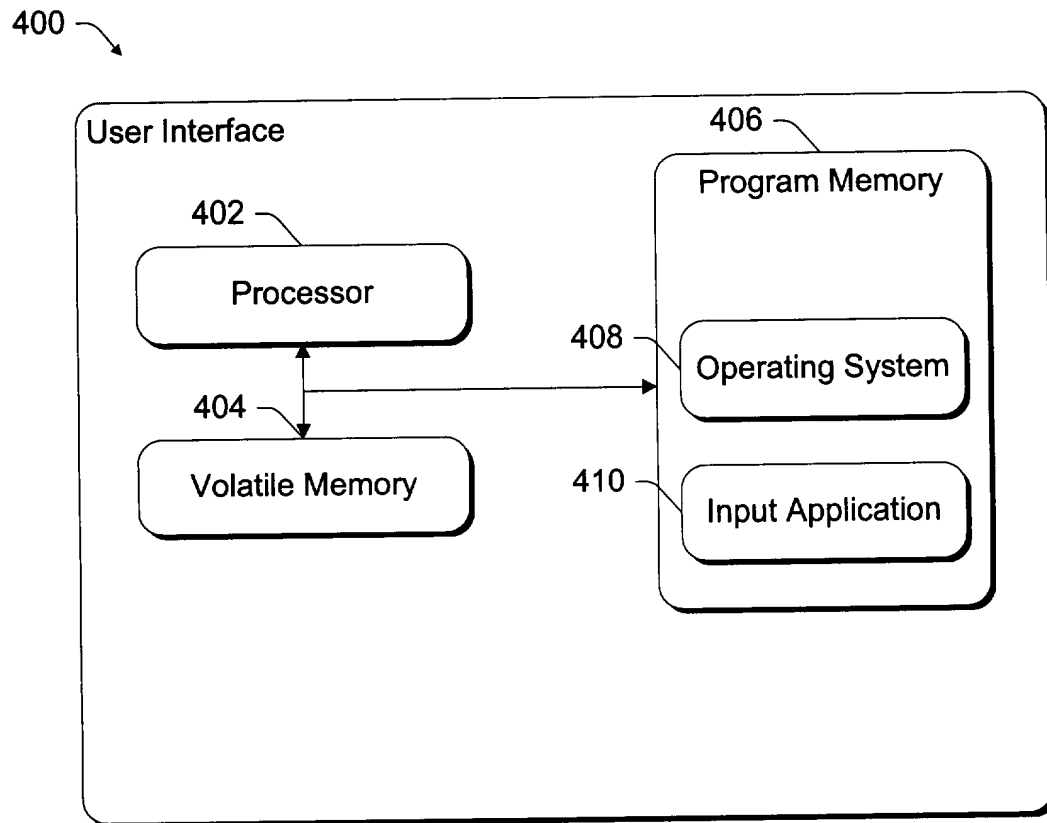 400
User Interface
406
Program Memory
402
Processor
408
Operating System
404
Volatile Memory
410
Input Application